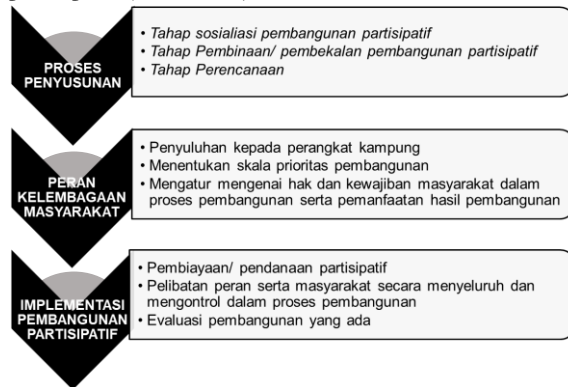 PROSES
PENYUSUNAN
• Tahap sosialiasi pembangunan partisipatif
• Tahap Pembinaan/ pembekalan pembangunan partisipatif
• Tahap Perencanaan
PERAN
KELEMBAGAAN
MASYARAKAT
• Penyuluhan kepada perangkat kampung
• Menentukan skala prioritas pembangunan
• Mengatur mengenai hak dan kewajiban masyarakat dalam
proses pembangunan serta pemanfaatan hasil pembangunan
IMPLEMENTASI
PEMBANGUNAN
PARTISIPATIF
• Pembiayaan/ pendanaan partisipatif
• Pelibatan peran serta masyarakat secara menyeluruh dan
mengontrol dalam proses pembangunan
• Evaluasi pembangunan yang ada